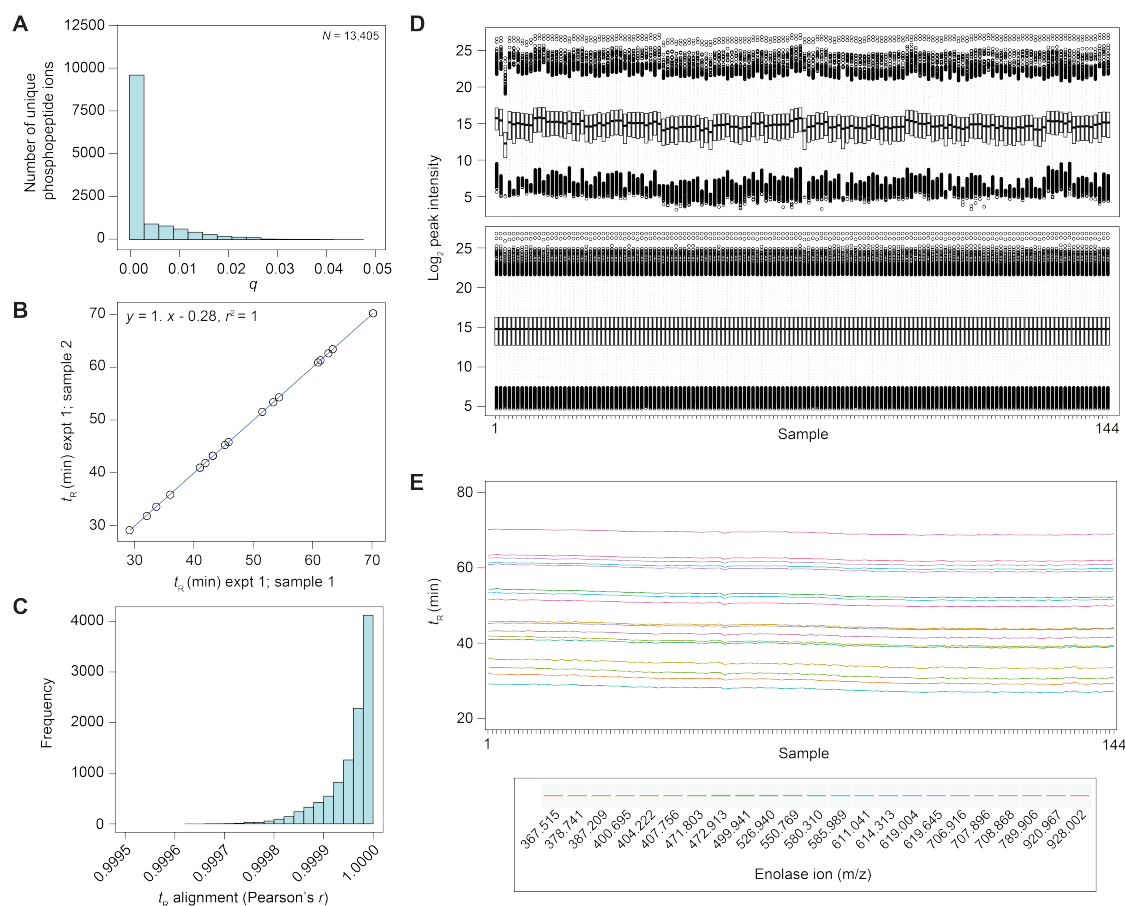 A
12500
10000
7500
5000
2500
0
Number of unique
phosphopeptide ions
N = 13,405
0.00 0.01 0.02 0.03 0.04 0.05
q
B
70
60
50
40
30
tR (min) expt 1; sample 2
y = 1. x - 0.28, r2 = 1
30 40 50 60 70
tR (min) expt 1; sample 1
C
4000
3000
2000
1000
0
Frequency
0.9995 0.9996 0.9997 0.9998 0.9999 1.0000
tR alignment (Pearson's r)
D
25
20
15
10
5
25
20
15
10
5
Log2 peak intensity
1 144
Sample
E
80
60
40
20
tR (min)
1 144
Sample
367.515 378.741 387.209 400.695 404.222 407.756 471.803 472.913 499.941 526.940 550.769 580.310 585.989 611.041 614.313 619.004 619.645 706.916 707.896 708.868 789.906 920.967 928.002
Enolase ion (m/z)